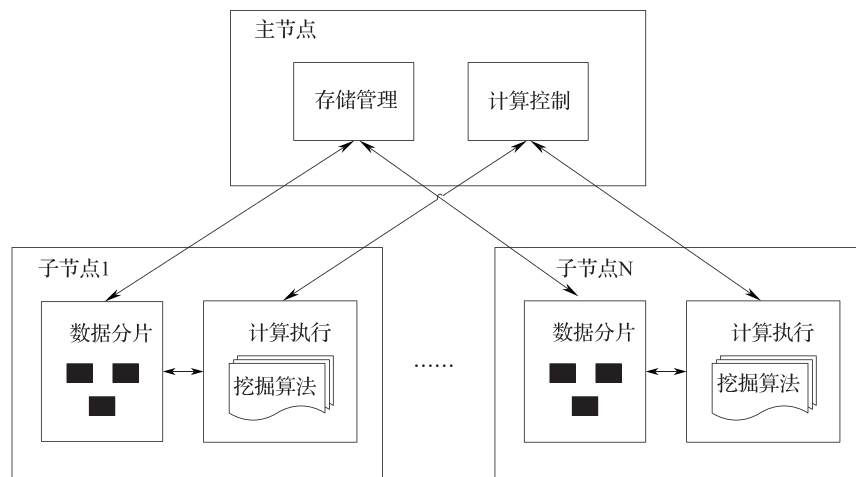 主节点
存储管理
计算控制
子节点1
子节点N
数据分片
计算执行
数据分片
计算执行
挖掘算法
……
挖掘算法